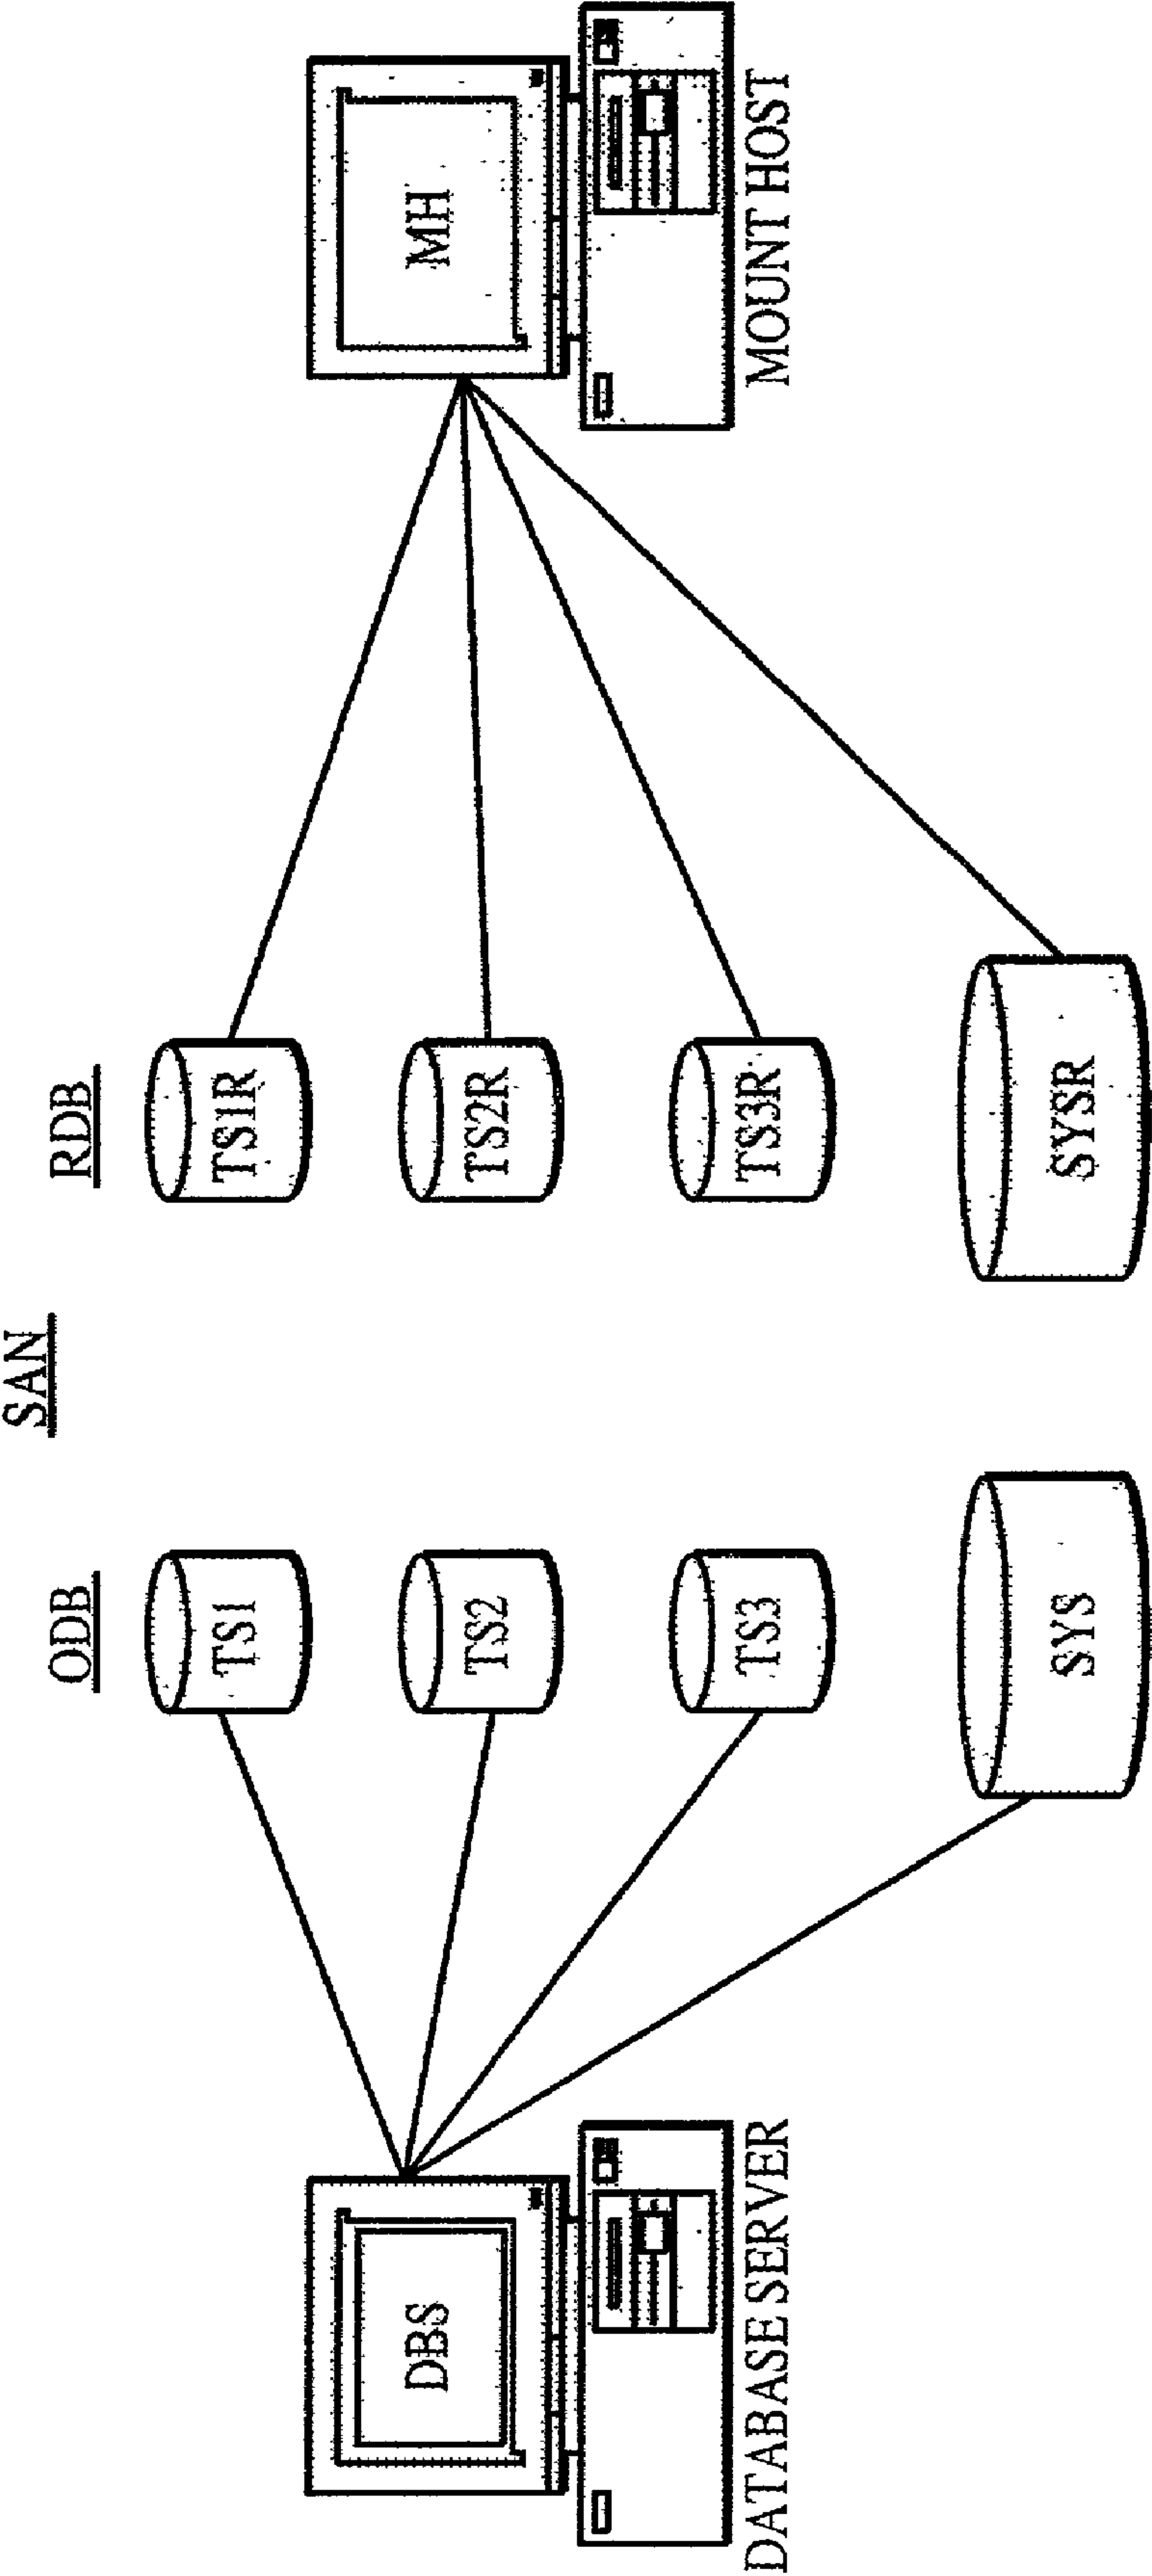 SAN
ODB
RDB
TS1
TS1R
DBS
TS2
TS2R
MH
TS3
TS3R
DATABASE SERVER
MOUNT HOST
SYS
SYSR